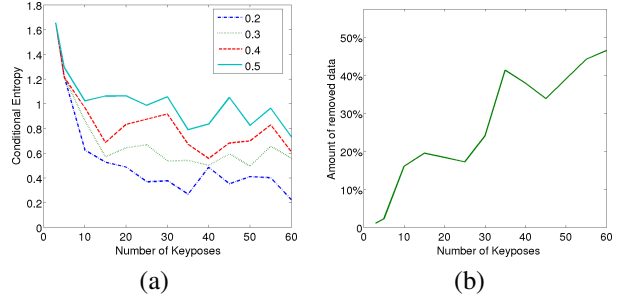 1.8
1.6
1.4
1.2
1
0.8
0.6
0.4
0.2
0
0 10 20 30 40 50 60
Conditional Entropy
Number of Keyposes
0.2
0.3
0.4
0.5
(a)
50%
40%
30%
20%
10%
0 10 20 30 40 50 60
Amount of removed data
Number of Keyposes
(b)